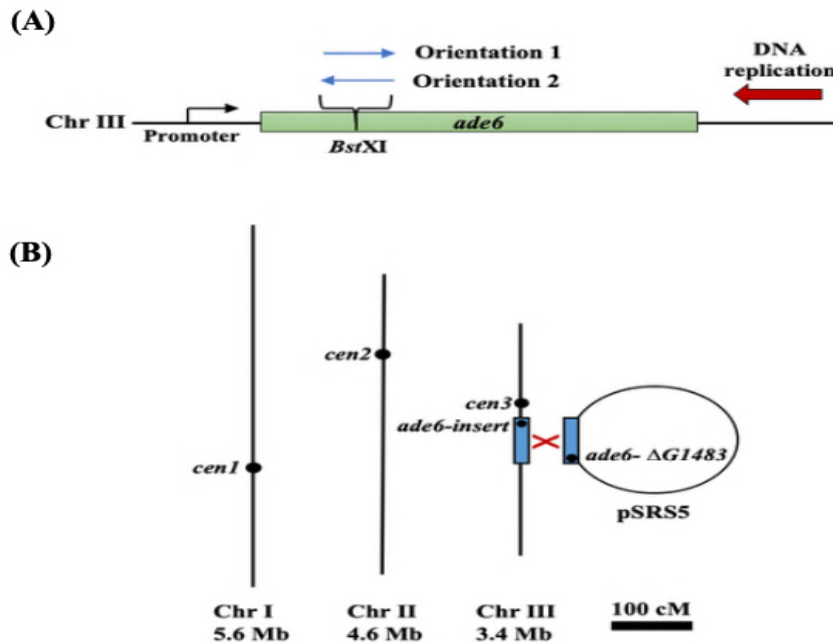 (A)
Orientation 1
Orientation 2
DNA
replication
Chr III
Promoter
ade6
BstXI
(B)
cen2
cen3
ade6-insert
cen1
ade6- ΔG1483
pSRS5
Chr I
5.6 Mb
Chr II
4.6 Mb
Chr III
3.4 Mb
100 cM